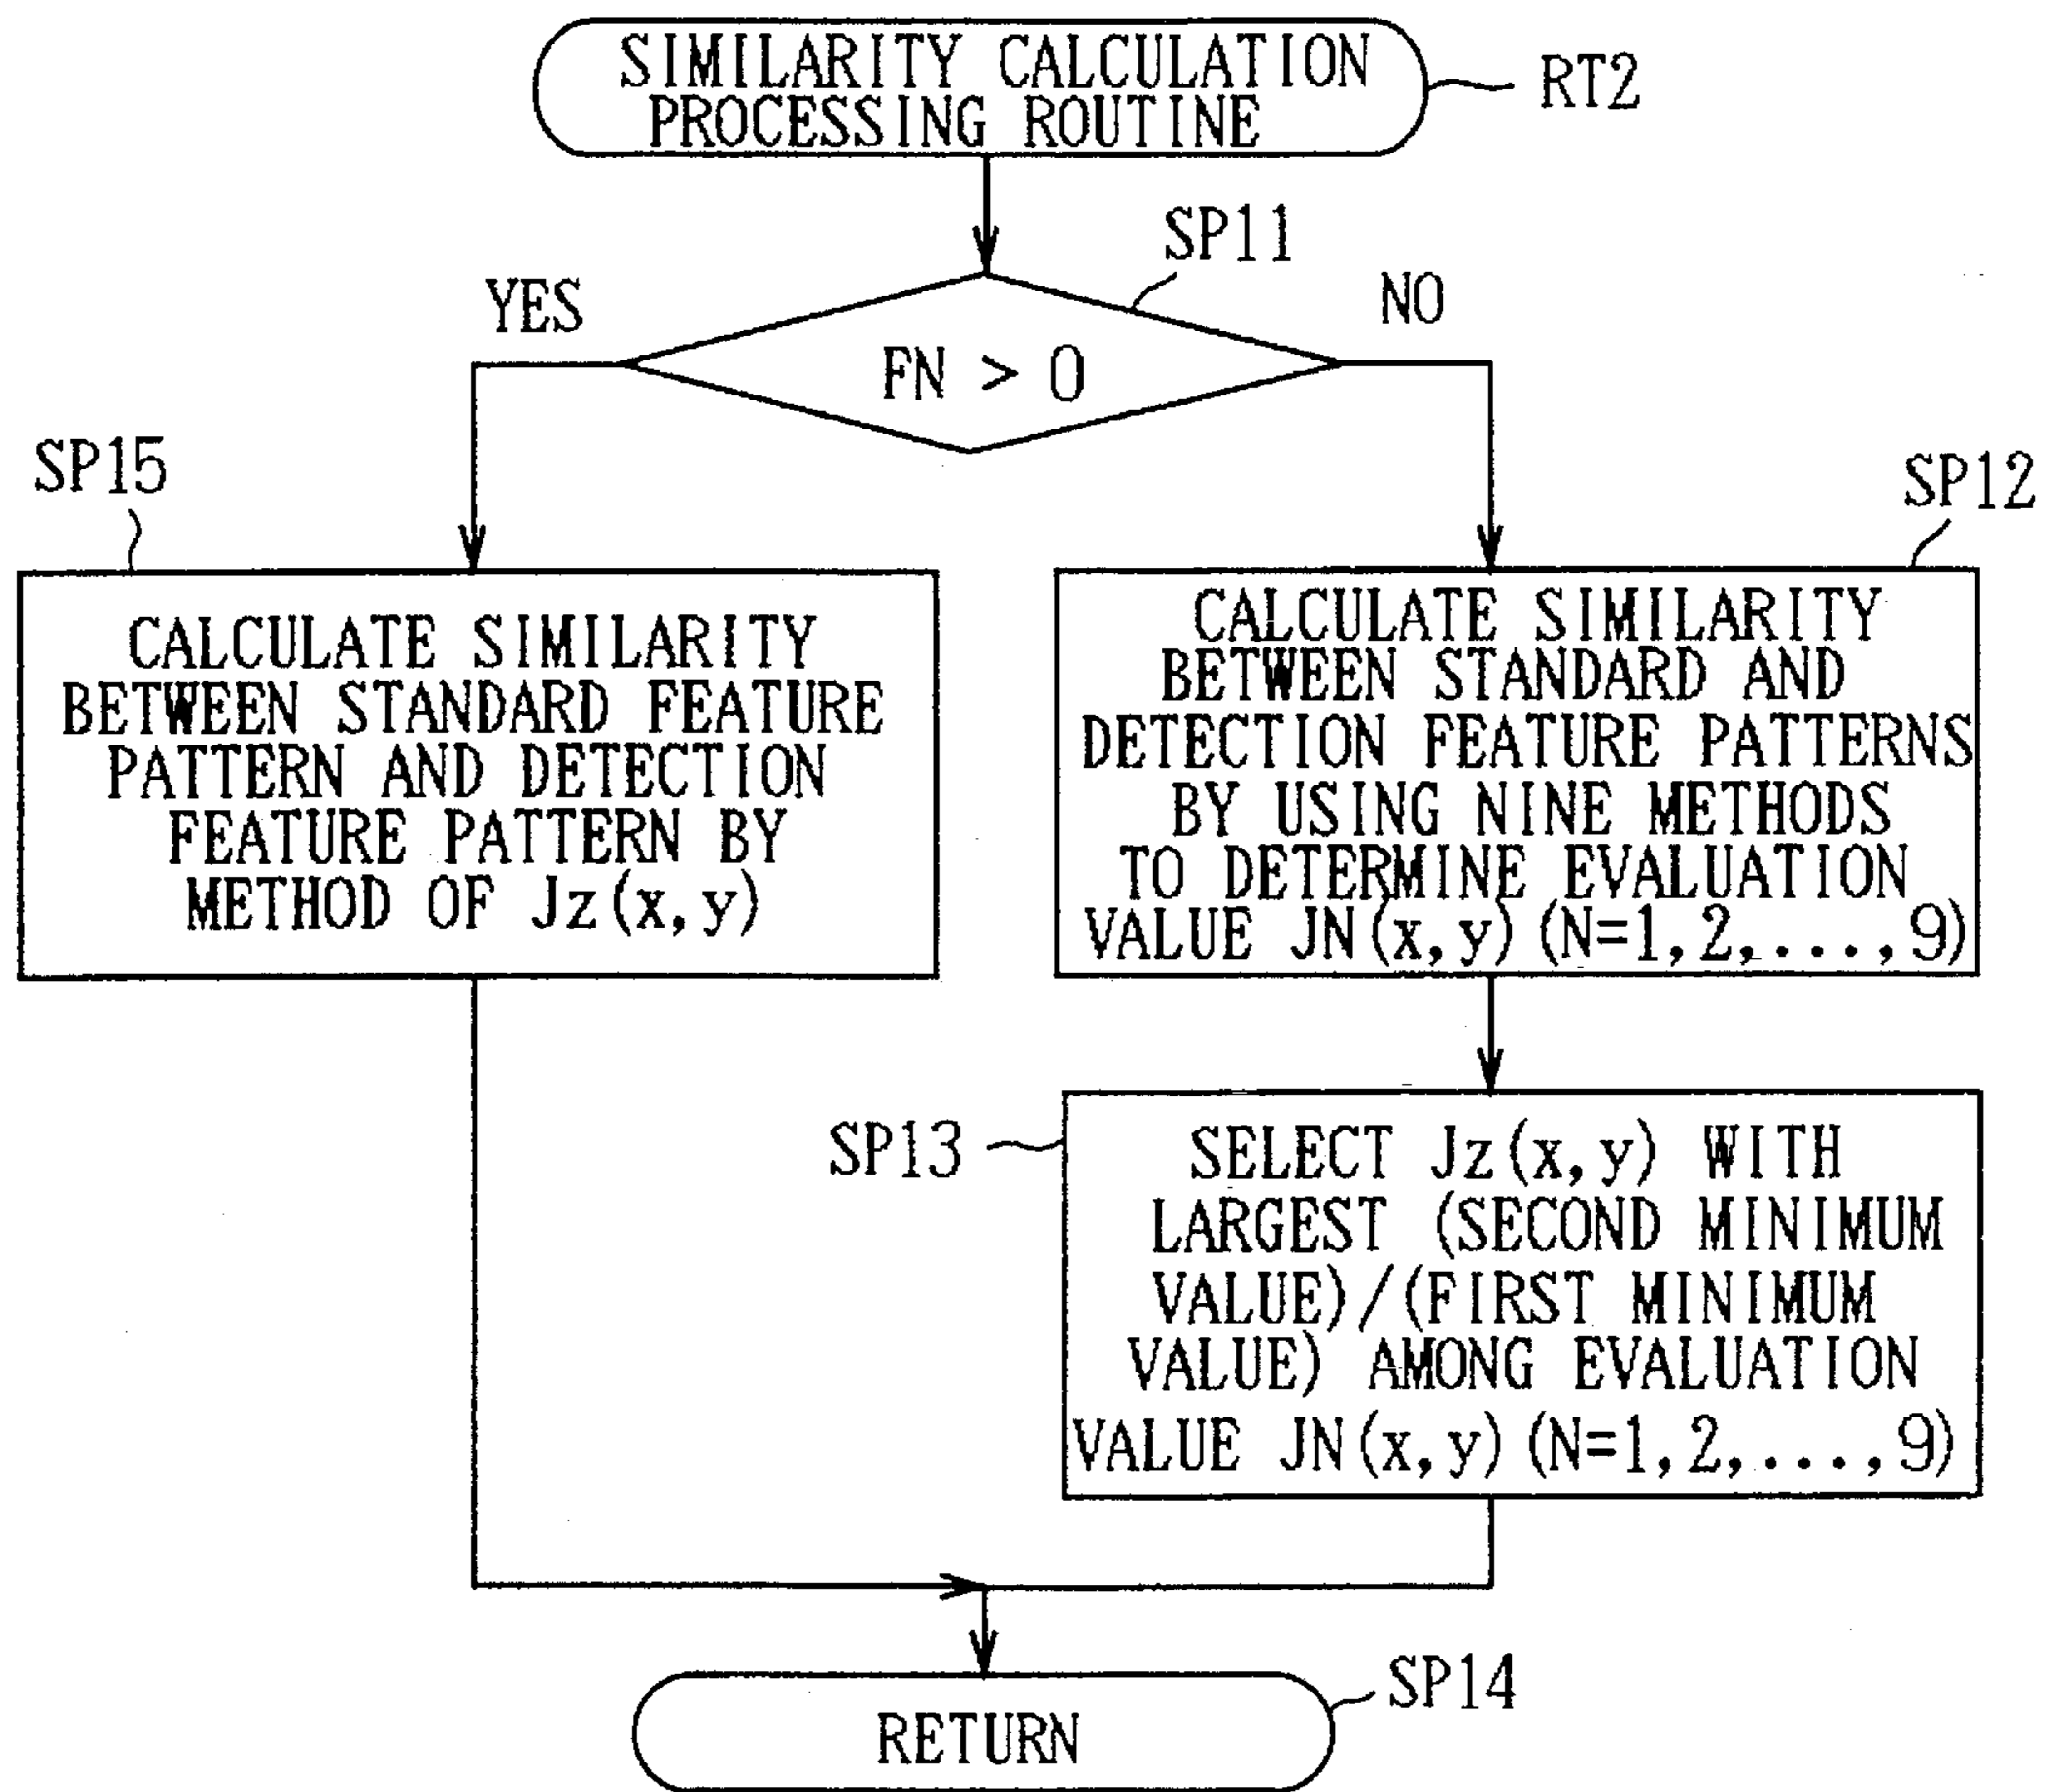 SIMILARITY CALCULATION
PROCESSING ROUTINE
RT2
SP11
YES
NO
FN > 0
SP15
SP12
CALCULATE SIMILARITY
BETWEEN STANDARD FEATURE
PATTERN AND DETECTION
FEATURE PATTERN BY
METHOD OF Jz(x,y)
CALCULATE SIMILARITY
BETWEEN STANDARD AND
DETECTION FEATURE PATTERNS
BY USING NINE METHODS
TO DETERMINE EVALUATION
VALUE JN(x,y)(N=1,2,...,9)
SP13
SELECT Jz(x,y) WITH
LARGEST (SECOND MINIMUM
VALUE)/(FIRST MINIMUM
VALUE) AMONG EVALUATION
VALUE JN(x,y)(N=1,2,...,9)
SP14
RETURN